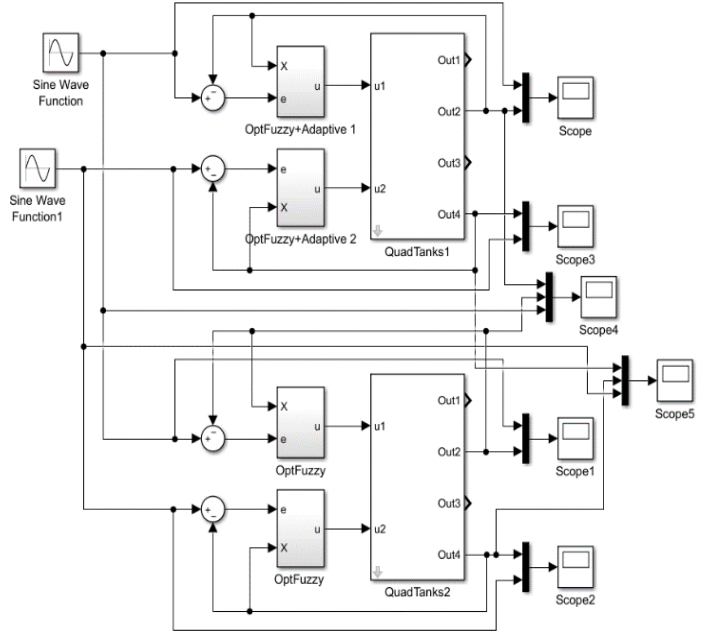 Sine Wave
Function
+
−
X
e
u
OptFuzzy+Adaptive 1
u1
u2
Out1
Out2
Out3
Out4
QuadTanks1
Scope
Sine Wave
Function1
+
−
e
X
u
OptFuzzy+Adaptive 2
Scope3
Scope4
Scope5
+
−
X
e
u
OptFuzzy
u1
u2
Out1
Out2
Out3
Out4
QuadTanks2
Scope1
+
−
e
X
u
OptFuzzy
Scope2